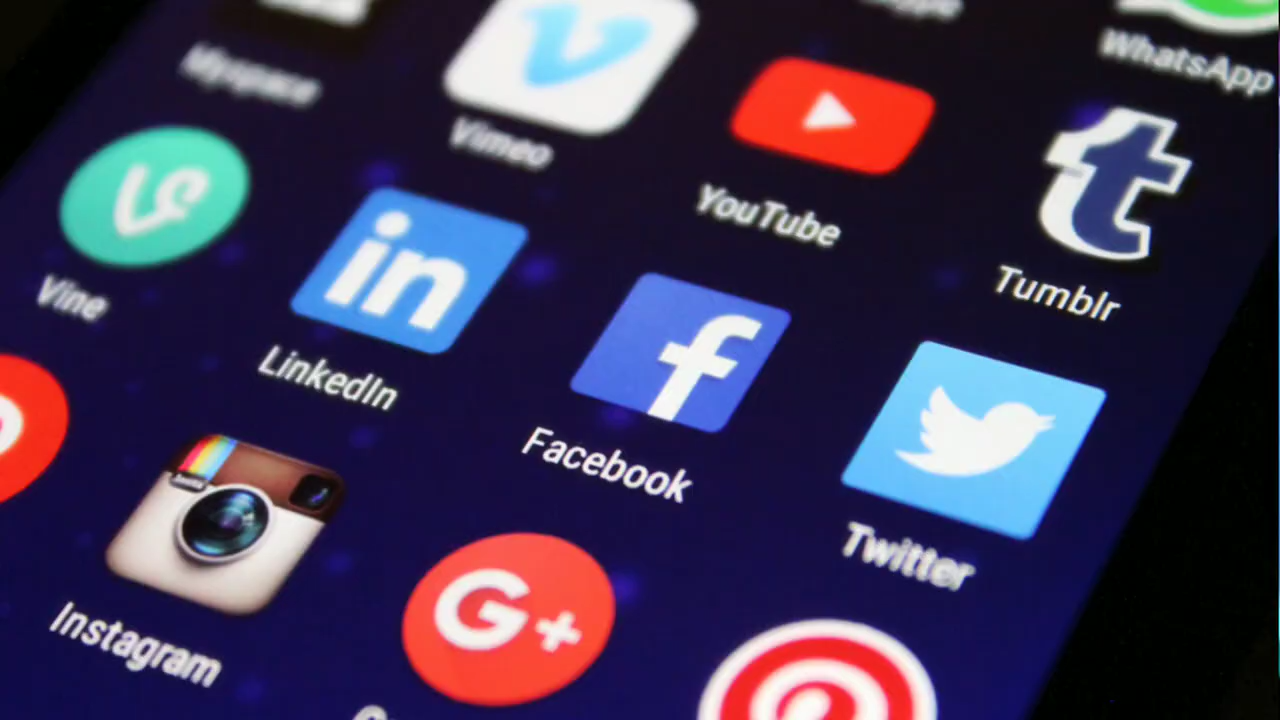 WhatsApp
Myspace
Vimeo
YouTube
Tumblr
Vine
in
LinkedIn
f
Facebook
Twitter
Instagram
G+